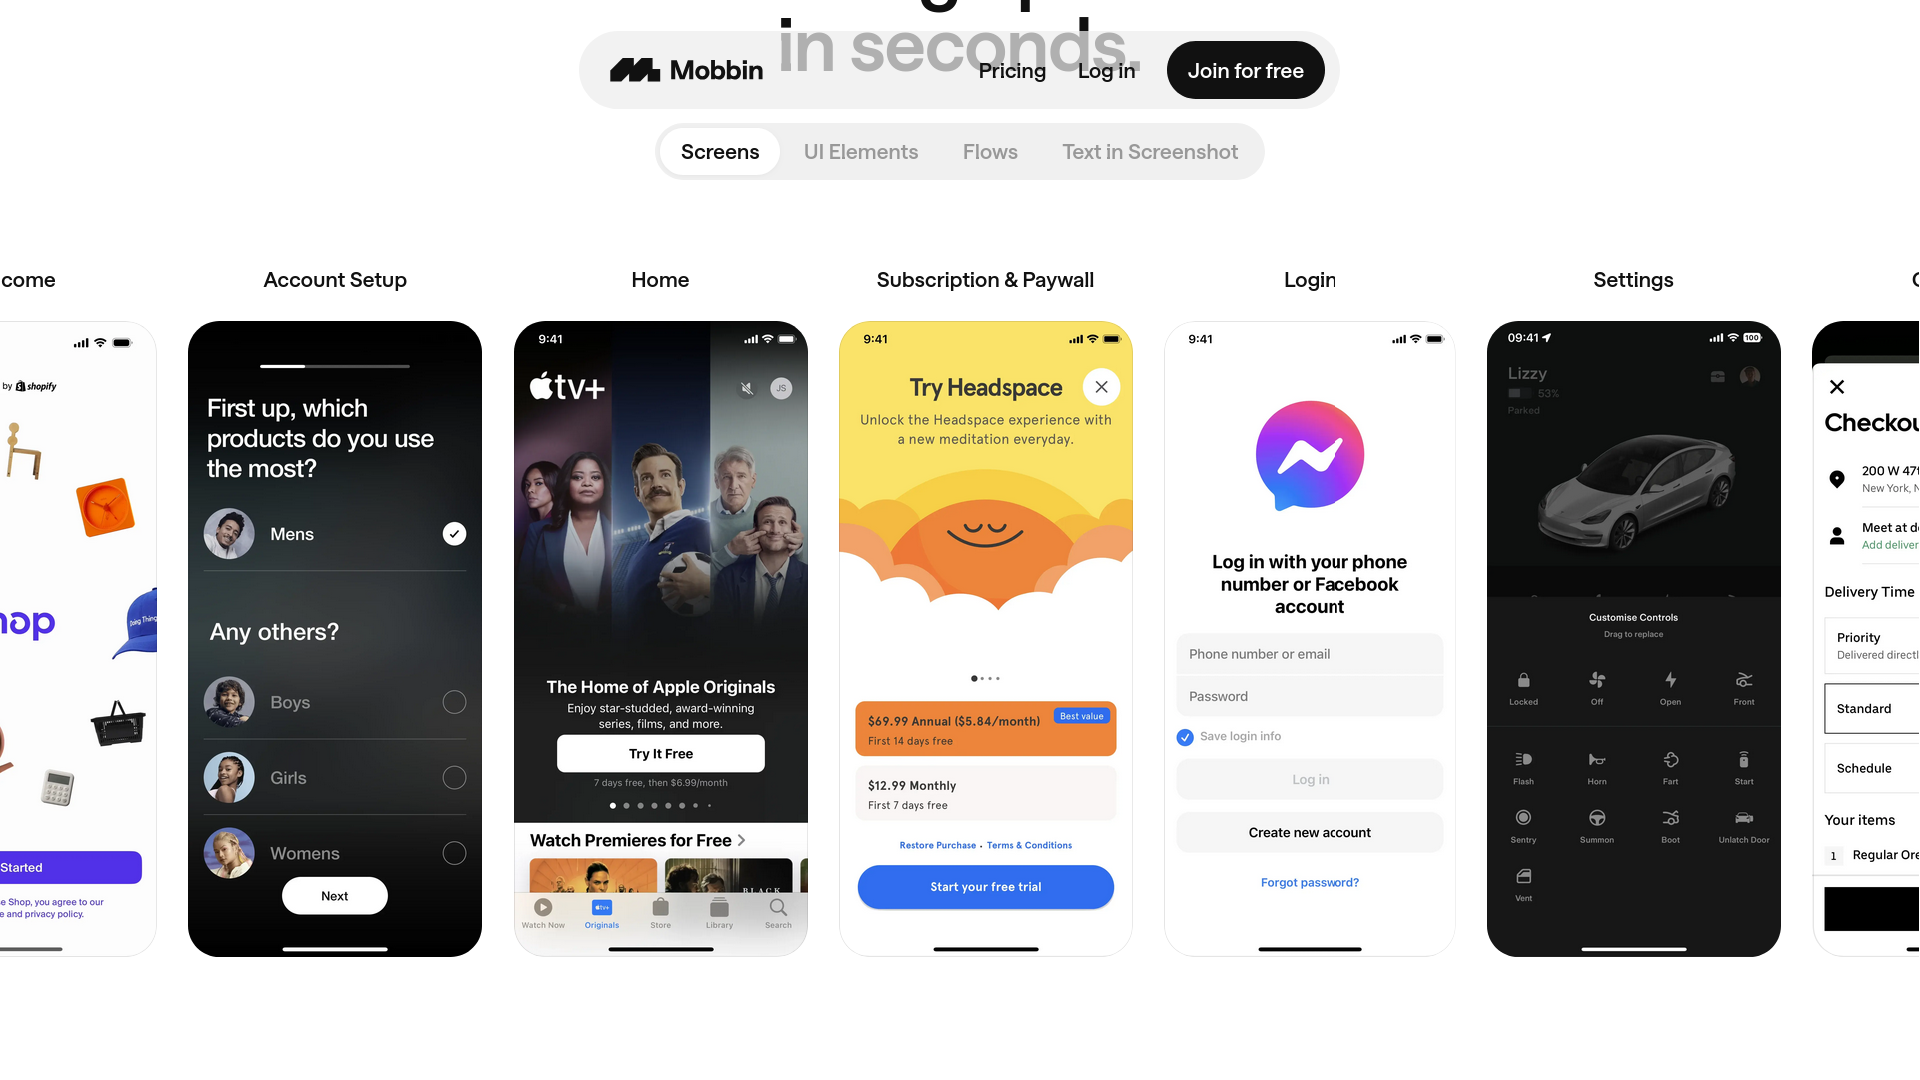 in seconds.
Mobbin
Pricing
Log in
Join for free
Screens
UI Elements
Flows
Text in Screenshot
come
Account Setup
Home
Subscription & Paywall
Login
Settings
by shopify
hop
Doing Things
Started
se Shop, you agree to our
e and privacy policy.
First up, which
products do you use
the most?
Mens
Any others?
Boys
Girls
Womens
Next
9:41
tv+
JS
The Home of Apple Originals
Enjoy star-studded, award-winning
series, films, and more.
Try It Free
7 days free, then $6.99/month
Watch Premieres for Free
BLACK
Watch Now
Originals
Store
Library
Search
9:41
Try Headspace
Unlock the Headspace experience with
a new meditation everyday.
$69.99 Annual ($5.84/month)
Best value
First 14 days free
$12.99 Monthly
First 7 days free
Restore Purchase • Terms & Conditions
Start your free trial
9:41
Log in with your phone
number or Facebook
account
Phone number or email
Password
Save login info
Log in
Create new account
Forgot password?
09:41
100
Lizzy
53%
Parked
Customise Controls
Drag to replace
Locked
Off
Open
Front
Flash
Horn
Fart
Start
Sentry
Summon
Boot
Unlatch Door
Vent
Checkou
200 W 47t
New York, N
Meet at d
Add deliver
Delivery Time
Priority
Delivered directl
Standard
Schedule
Your items
1 Regular Ore